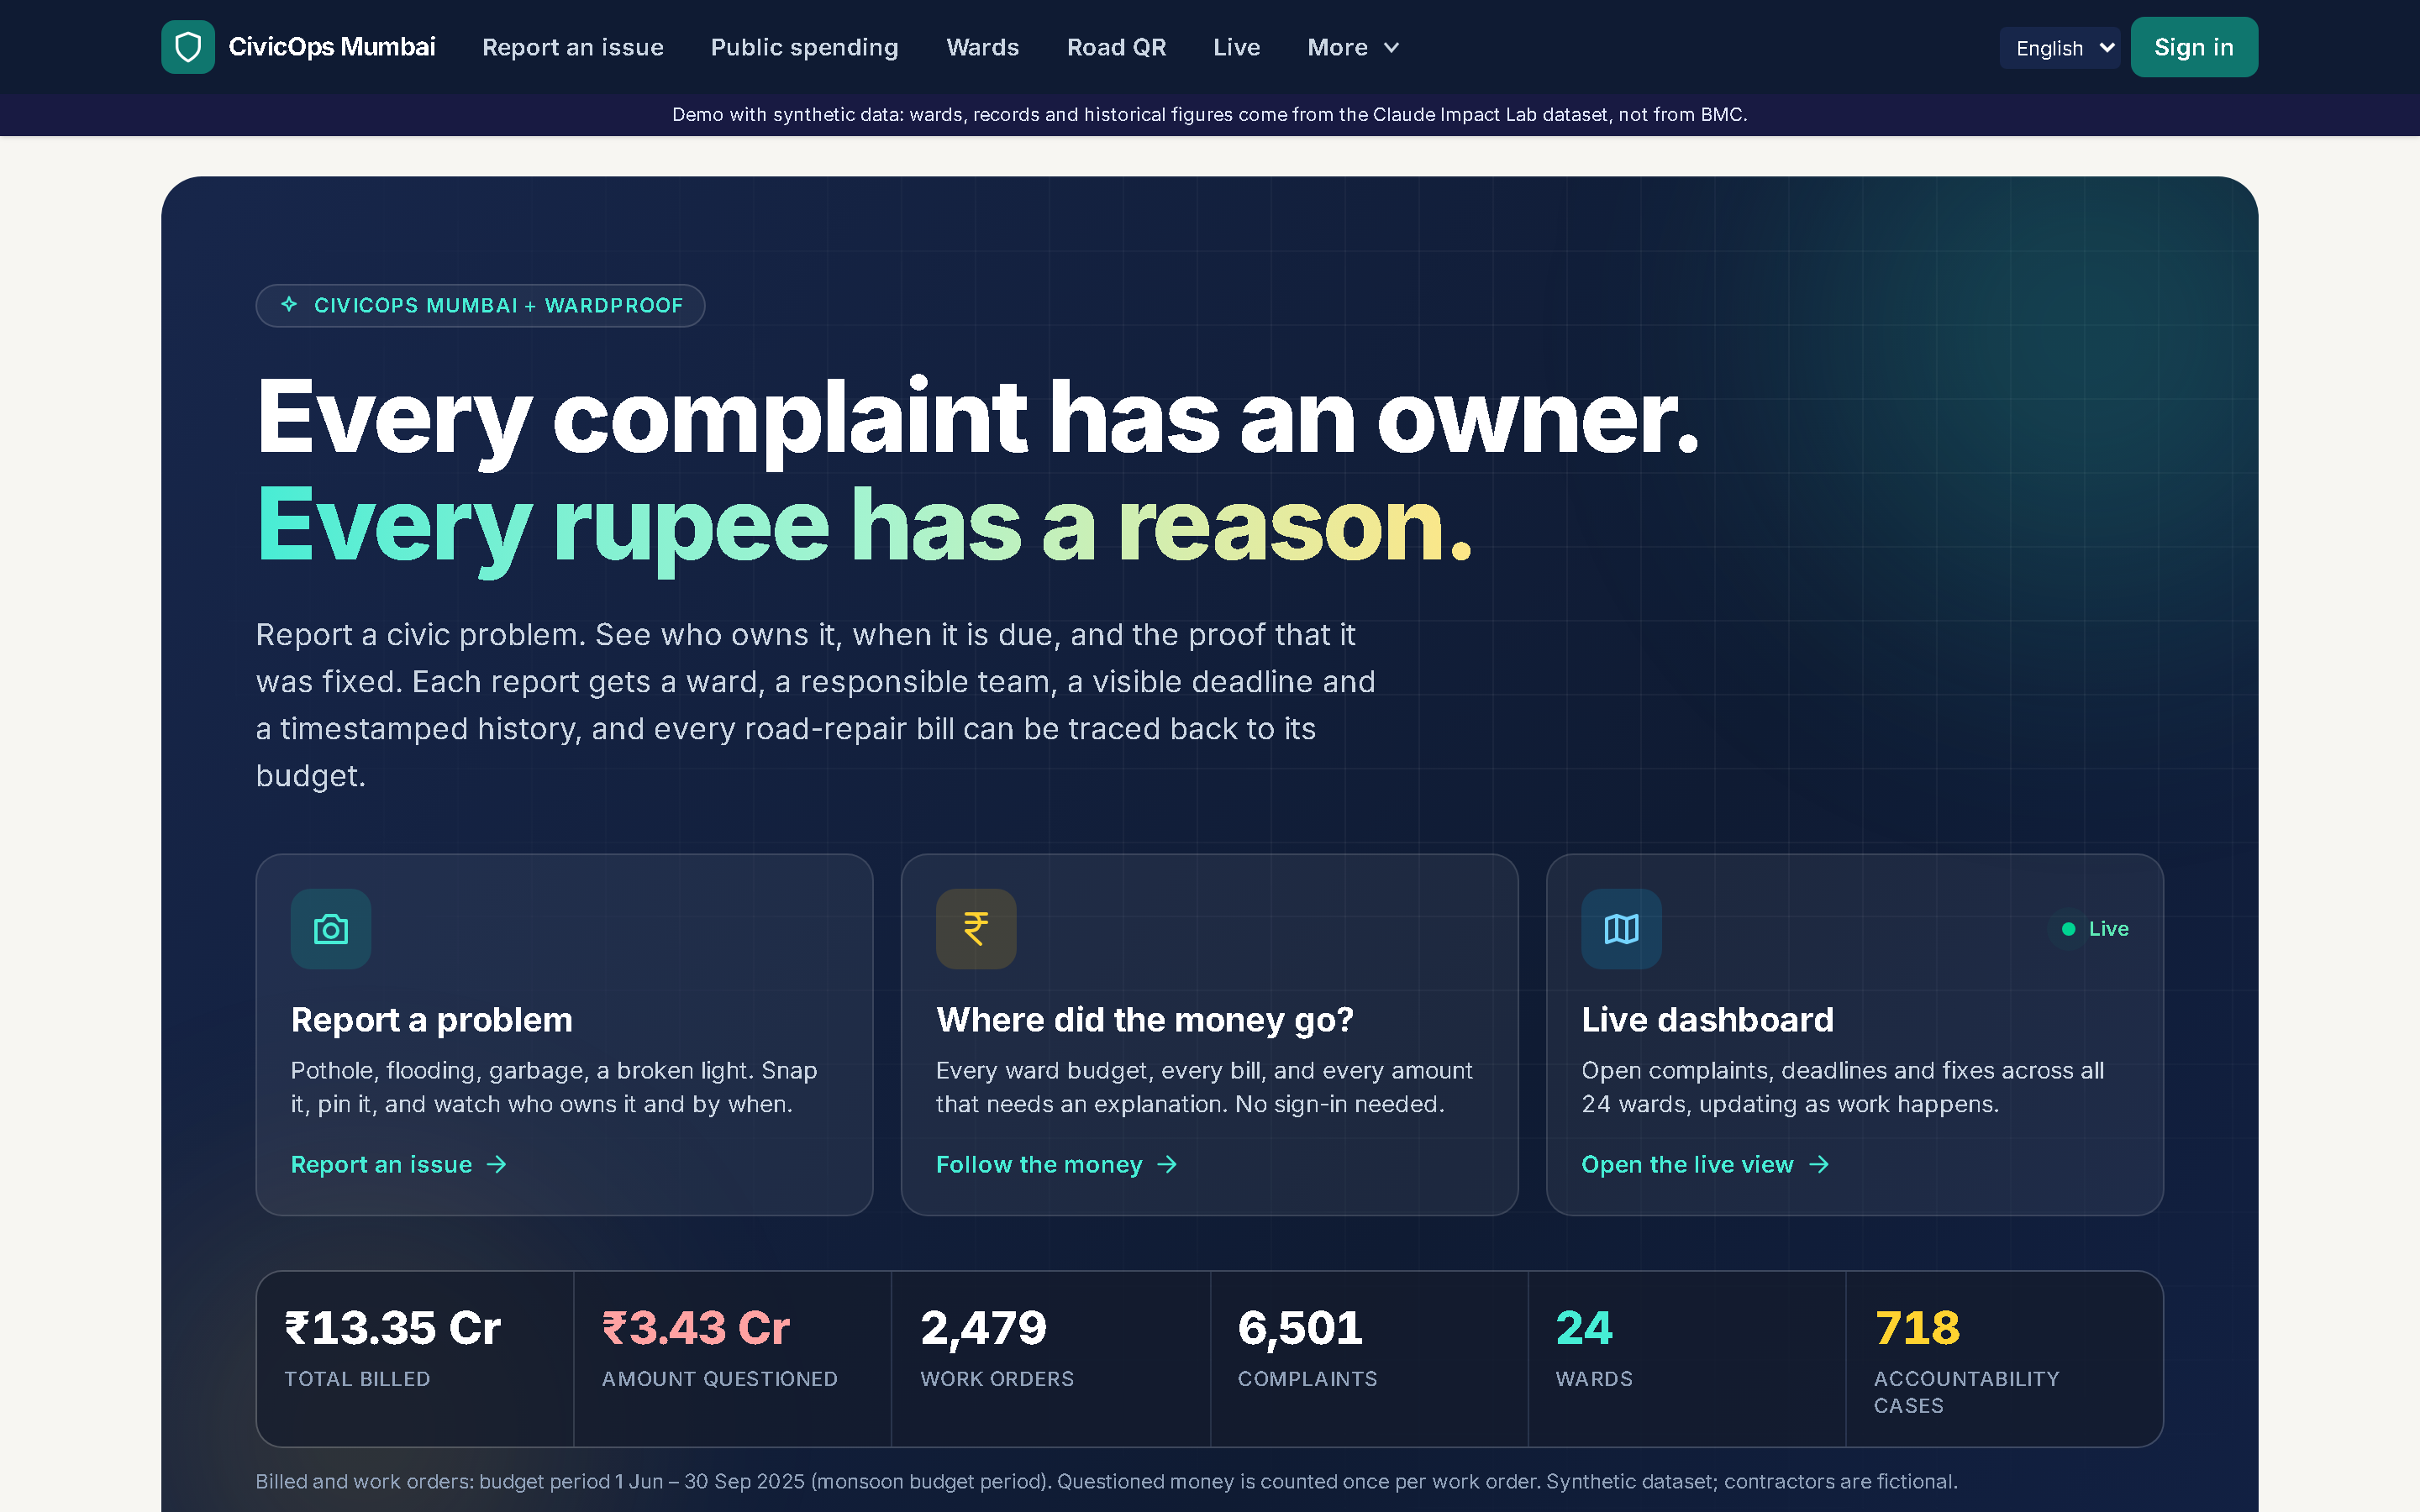 CivicOps Mumbai
Report an issue
Public spending
Wards
Road QR
Live
More
English
Sign in
Demo with synthetic data: wards, records and historical figures come from the Claude Impact Lab dataset, not from BMC.
CIVICOPS MUMBAI + WARDPROOF
Every complaint has an owner.
Every rupee has a reason.
Report a civic problem. See who owns it, when it is due, and the proof that it
was fixed. Each report gets a ward, a responsible team, a visible deadline and
a timestamped history, and every road-repair bill can be traced back to its
budget.
Report a problem
Pothole, flooding, garbage, a broken light. Snap
it, pin it, and watch who owns it and by when.
Report an issue →
₹
Where did the money go?
Every ward budget, every bill, and every amount
that needs an explanation. No sign-in needed.
Follow the money →
Live
Live dashboard
Open complaints, deadlines and fixes across all
24 wards, updating as work happens.
Open the live view →
₹13.35 Cr
TOTAL BILLED
₹3.43 Cr
AMOUNT QUESTIONED
2,479
WORK ORDERS
6,501
COMPLAINTS
24
WARDS
718
ACCOUNTABILITY
CASES
Billed and work orders: budget period 1 Jun – 30 Sep 2025 (monsoon budget period). Questioned money is counted once per work order. Synthetic dataset; contractors are fictional.